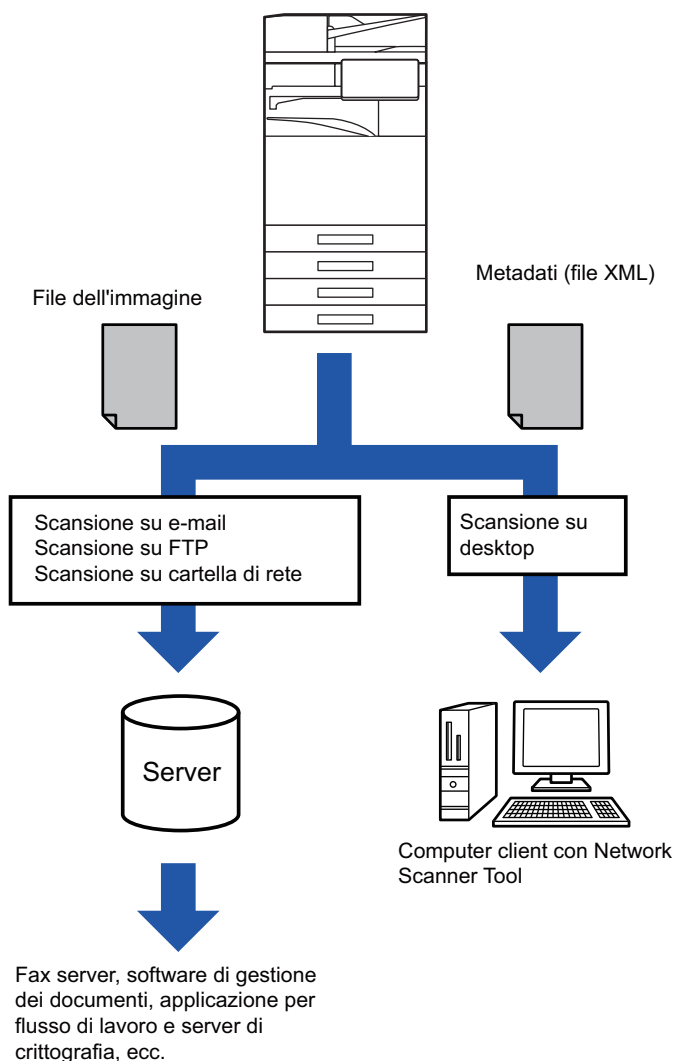 Metadati (file XML)
File dell'immagine
Scansione su e-mail
Scansione su FTP
Scansione su cartella di rete
Scansione su
desktop
Server
Computer client con Network
Scanner Tool
Fax server, software di gestione
dei documenti, applicazione per
flusso di lavoro e server di
crittografia, ecc.